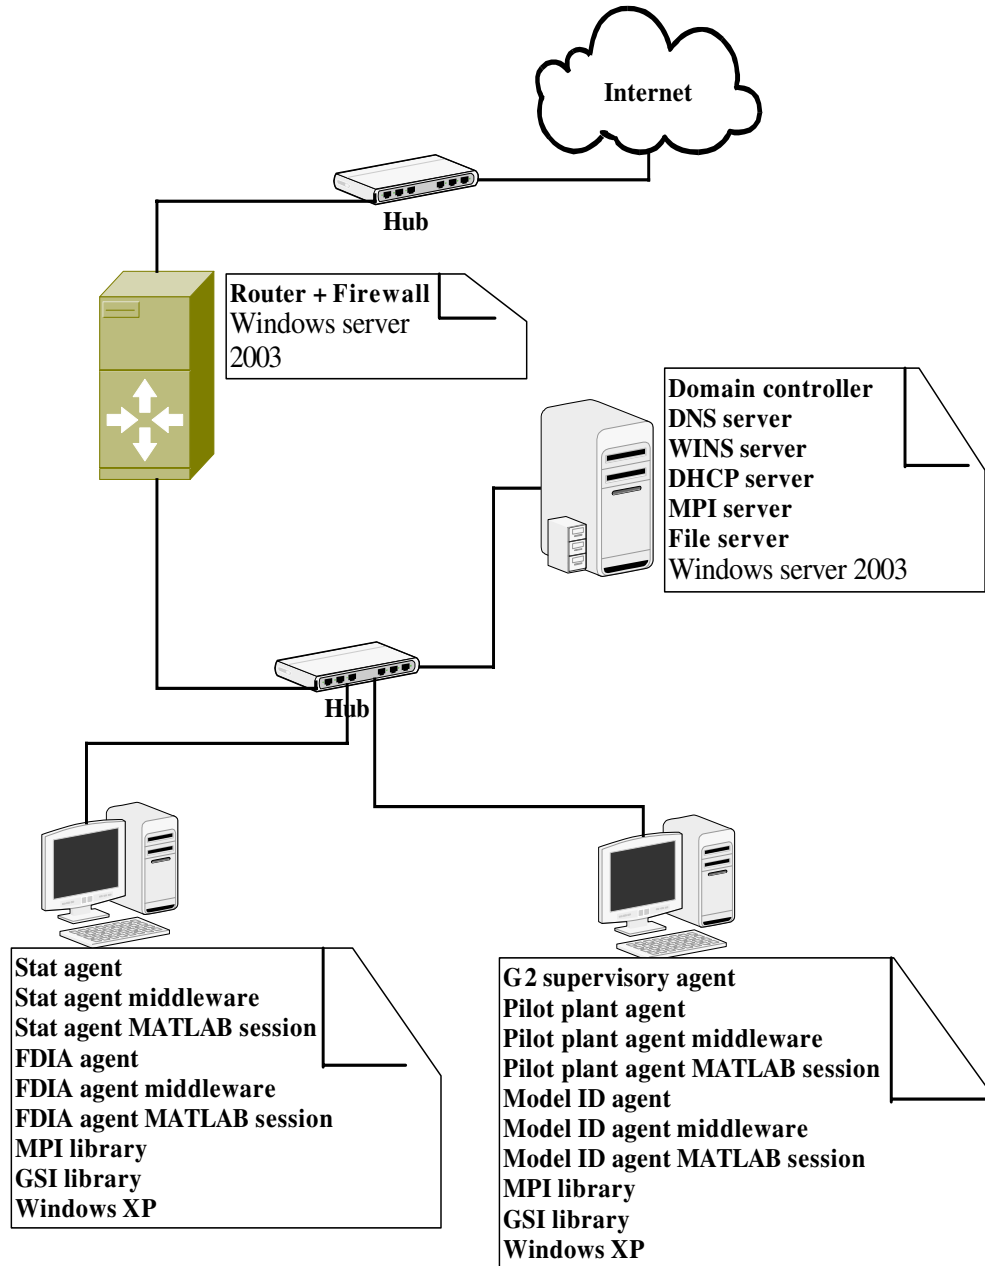 Internet
Hub
Router + Firewall
Windows server
2003
Domain controller
DNS server
WINS server
DHCP server
MPI server
File server
Windows server 2003
Hub
Stat agent
Stat agent middleware
Stat agent MATLAB session
FDIA agent
FDIA agent middleware
FDIA agent MATLAB session
MPI library
GSI library
Windows XP
G2 supervisory agent
Pilot plant agent
Pilot plant agent middleware
Pilot plant agent MATLAB session
Model ID agent
Model ID agent middleware
Model ID agent MATLAB session
MPI library
GSI library
Windows XP